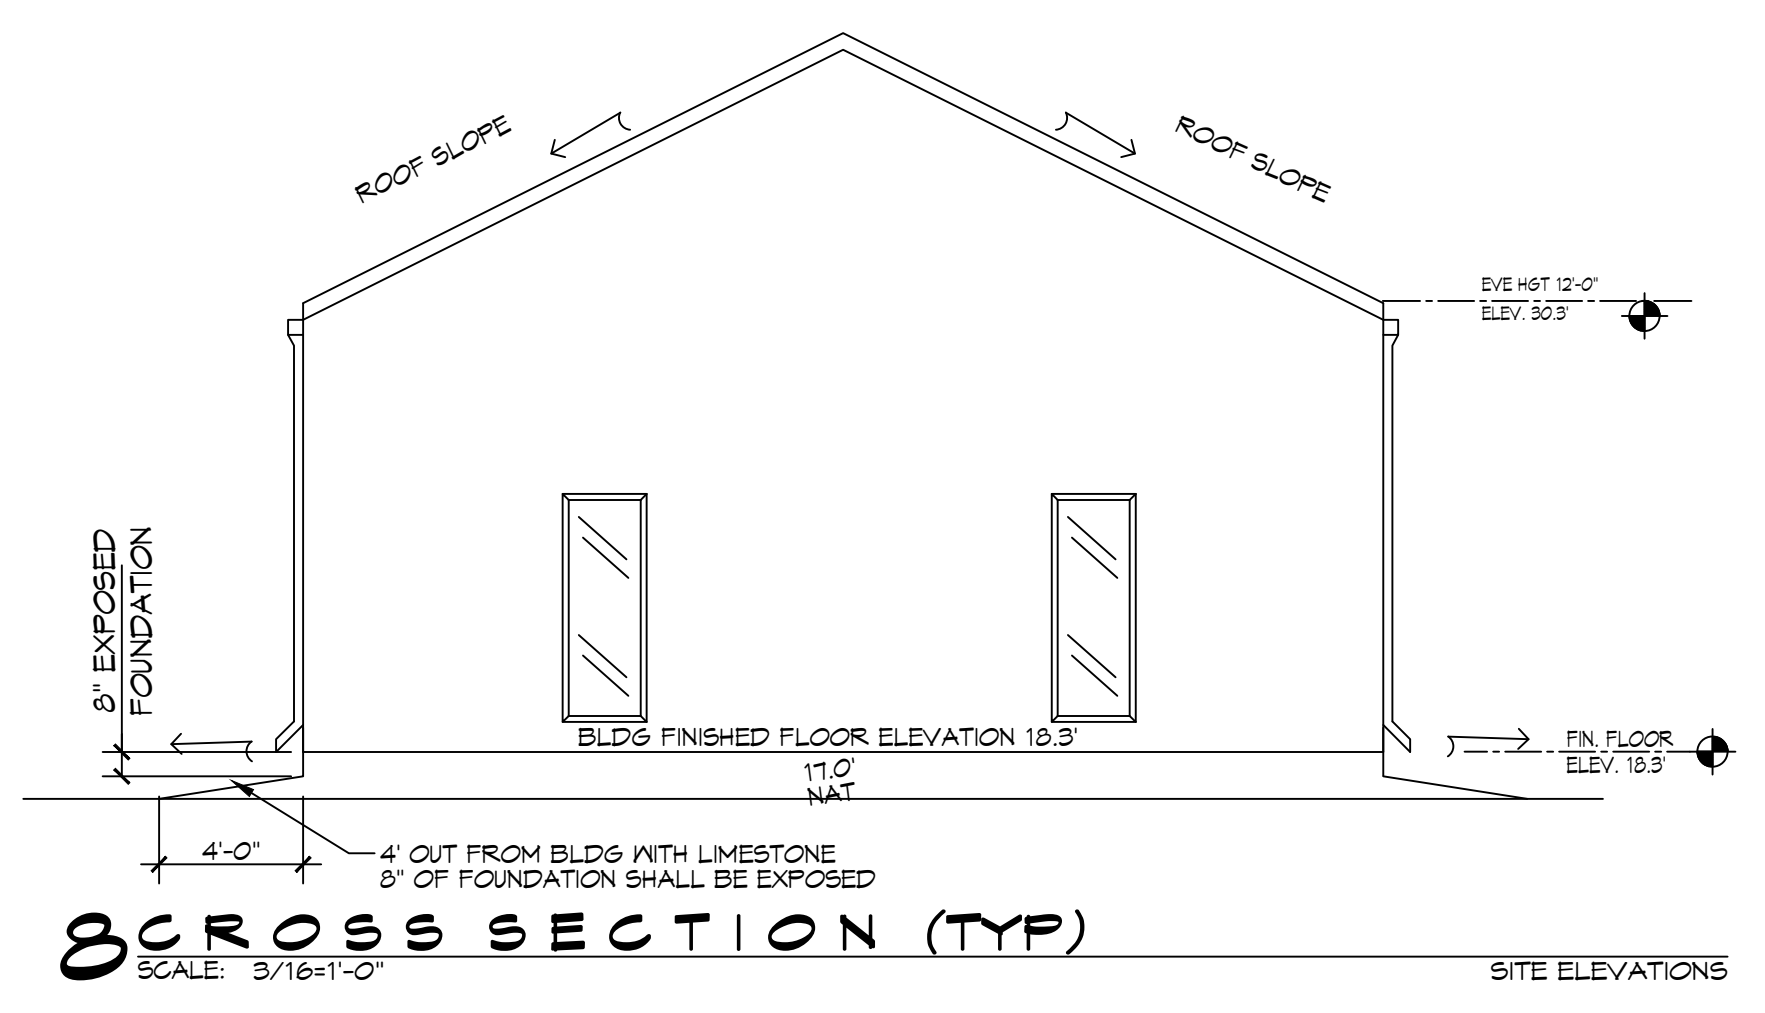 ROOF SLOPE
ROOF SLOPE
EVE HGT 12'-0"
ELEV. 30.3'
8" EXPOSED
FOUNDATION
BLDG FINISHED FLOOR ELEVATION 18.3'
FIN. FLOOR
ELEV. 18.3'
17.0'
NAT
4'-0"
4' OUT FROM BLDG WITH LIMESTONE
8" OF FOUNDATION SHALL BE EXPOSED
8 CROSS SECTION (TYP)
SCALE: 3/16=1'-0"
SITE ELEVATIONS